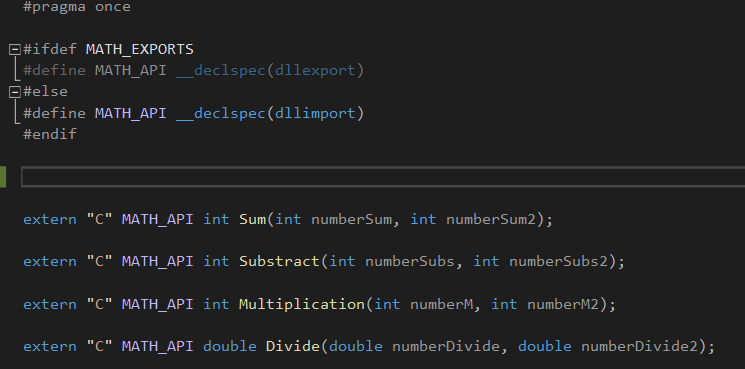 #pragma once
#ifdef MATH_EXPORTS
#define MATH_API __declspec(dllexport)
#else
#define MATH_API __declspec(dllimport)
#endif
extern "C" MATH_API int Sum(int numberSum, int numberSum2);
extern "C" MATH_API int Substract(int numberSubs, int numberSubs2);
extern "C" MATH_API int Multiplication(int numberM, int numberM2);
extern "C" MATH_API double Divide(double numberDivide, double numberDivide2);